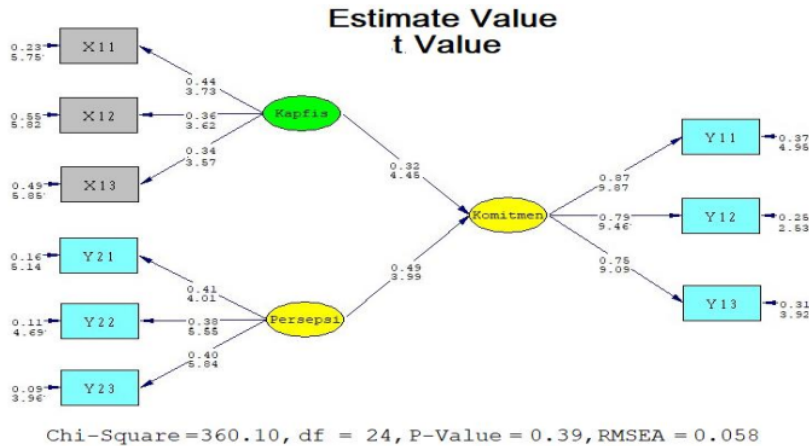 Estimate Value
t Value
0.23
5.75
X11
0.44
3.73
0.55
5.82
X12
0.36
3.62
Kapfis
0.34
3.57
0.49
5.85
X13
0.32
4.45
0.37
4.95
Y11
0.87
9.87
Komitmen
0.79
9.46
Y12
0.25
2.53
0.75
9.09
Y13
0.31
3.92
0.16
5.14
Y21
0.41
4.01
0.49
3.99
0.11
4.69
Y22
0.38
5.55
Persepsi
0.40
5.84
0.09
3.96
Y23
Chi-Square=360.10, df = 24, P-Value = 0.39, RMSEA = 0.058